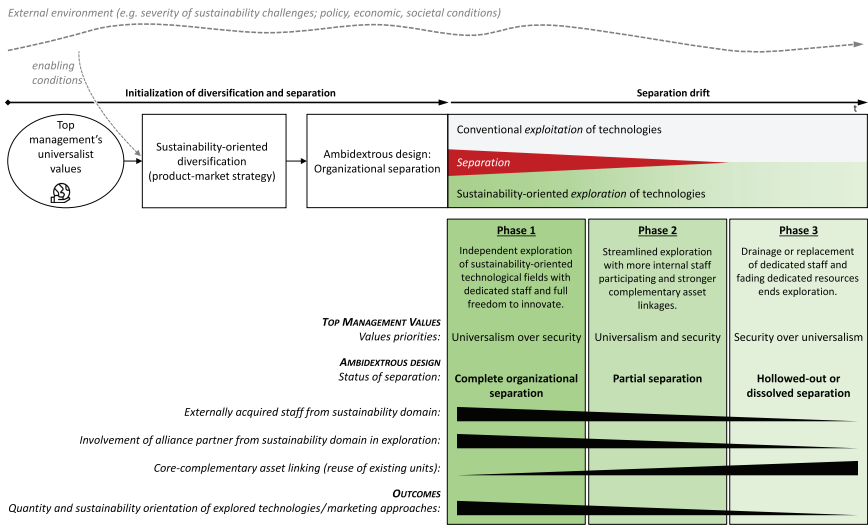 External environment (e.g. severity of sustainability challenges; policy, economic, societal conditions)
enabling
conditions
Initialization of diversification and separation
Separation drift
t
Top
management's
universalist
values
Sustainability-oriented
diversification
(product-market strategy)
Ambidextrous design:
Organizational separation
Conventional exploitation of technologies
Separation
Sustainability-oriented exploration of technologies
Phase 1
Independent exploration
of sustainability-oriented
technological fields with
dedicated staff and full
freedom to innovate.
Phase 2
Streamlined exploration
with more internal staff
participating and stronger
complementary asset
linkages.
Phase 3
Drainage or replacement
of dedicated staff and
fading dedicated resources
ends exploration.
TOP MANAGEMENT VALUES
Values priorities:
Universalism over security
Universalism and security
Security over universalism
AMBIDEXTROUS DESIGN
Status of separation:
Complete organizational
separation
Partial separation
Hollowed-out or
dissolved separation
Externally acquired staff from sustainability domain:
Involvement of alliance partner from sustainability domain in exploration:
Core-complementary asset linking (reuse of existing units):
OUTCOMES
Quantity and sustainability orientation of explored technologies/marketing approaches: